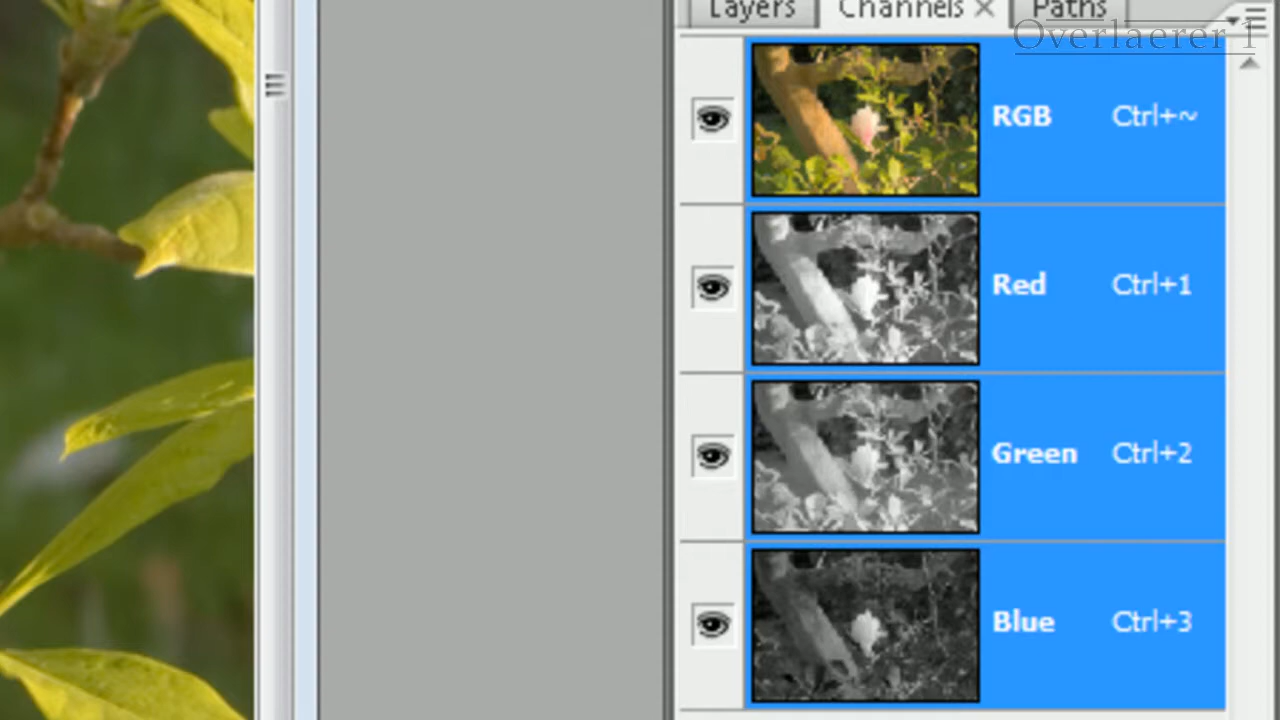 Layers Channels Paths
Overlaerer 1
RGB Ctrl+~
Red Ctrl+1
Green Ctrl+2
Blue Ctrl+3